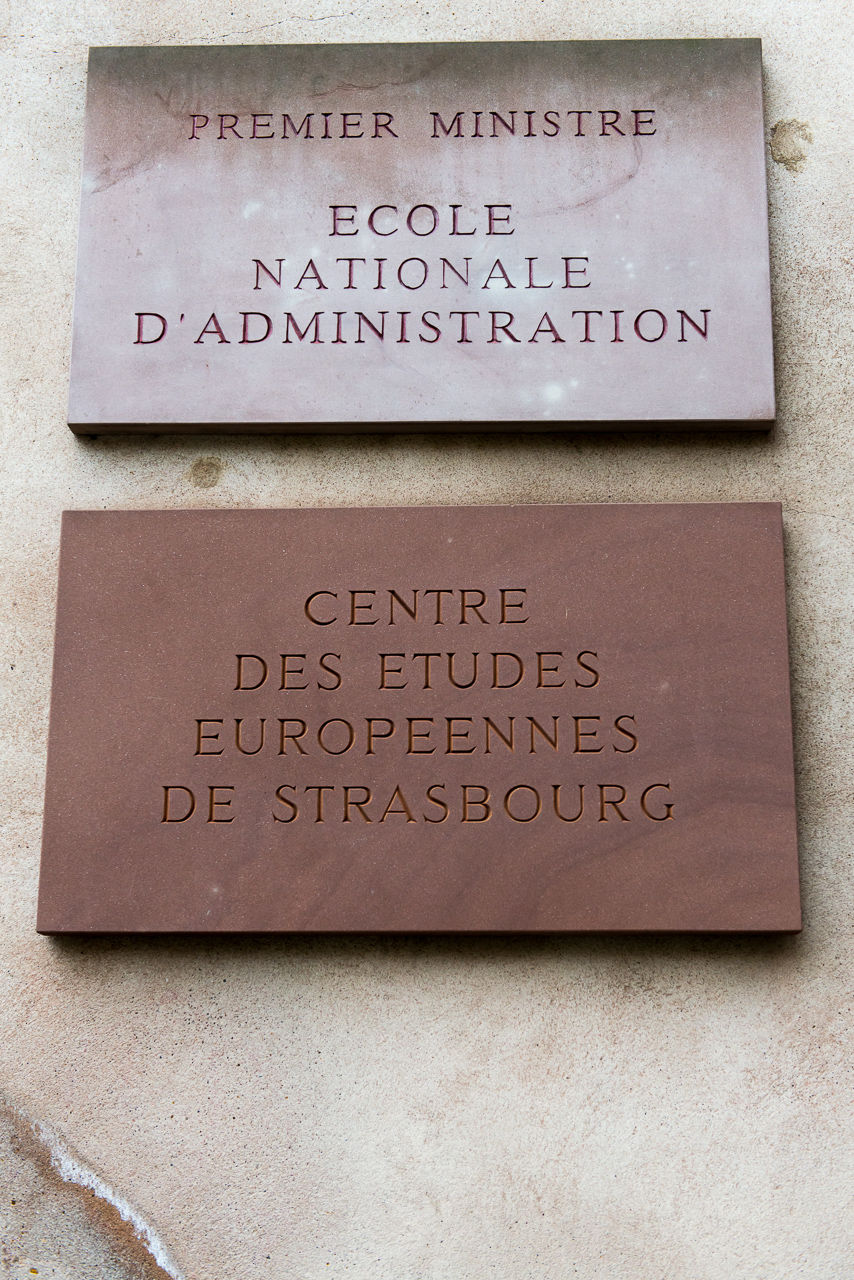 PREMIER MINISTRE
ECOLE
NATIONALE
D'ADMINISTRATION
CENTRE
DES ETUDES
EUROPEENNES
DE STRASBOURG